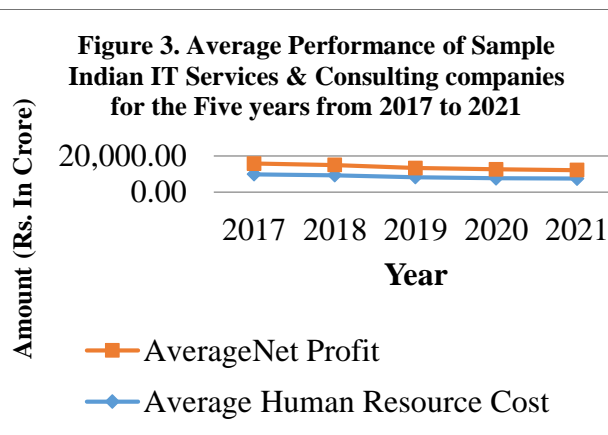 Figure 3. Average Performance of Sample
Indian IT Services & Consulting companies
for the Five years from 2017 to 2021
Amount (Rs. In Crore)
20,000.00
0.00
2017 2018 2019 2020 2021
Year
AverageNet Profit
Average Human Resource Cost